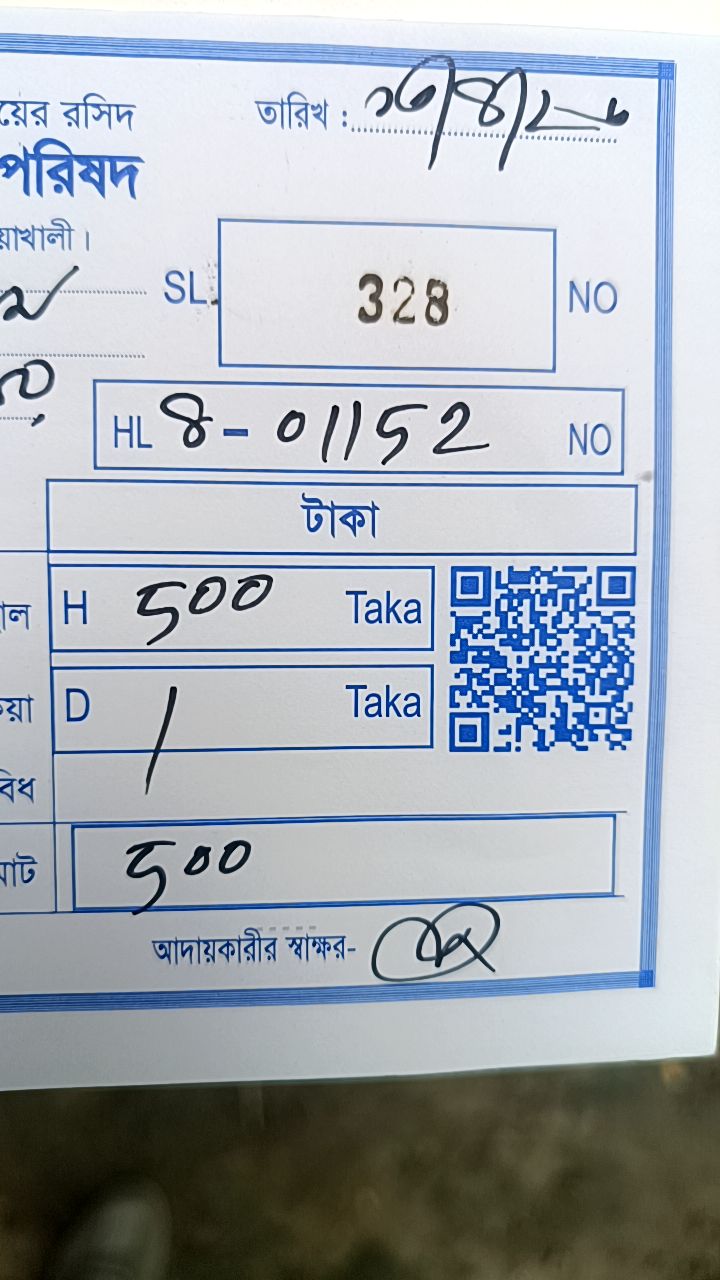 য়ের রসিদ তারিখ :
পরিষদ
য়াখালী।
SL. 328 NO
HL 8-01152 NO
টাকা
াল H 500 Taka
য়া D / Taka
বিধ
মোট 500
আদায়কারীর স্বাক্ষর-